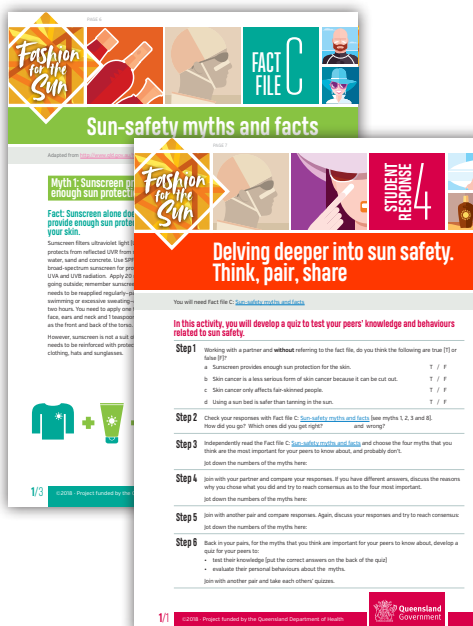 PAGE 6
Fashion
for the
Sun
FACT
FILE C
Sun-safety myths and facts
Adapted from
Myth 1: Sunscreen
enough sun
Fact: Sunscreen alone
provide enough sun
your skin.
Sunscreen filters ultraviolet light
protects from reflected UVR from
water, sand and concrete. Use
broad-spectrum sunscreen for
UVA and UVB radiation. Apply 20
going outside; remember
needs to be reapplied
swimming or excessive sweating
two hours. You need to apply one
face, ears and neck and 1
as the front and back of the torso.
However, sunscreen is not a suit
needs to be reinforced with
clothing, hats and sunglasses.
1/3 ©2018 - Project funded by the
PAGE 7
Fashion
for the
Sun
STUDENT
RESPONSE 4
Delving deeper into sun safety.
Think, pair, share
You will need Fact file C: Sun-safety myths and facts
In this activity, you will develop a quiz to test your peers' knowledge and behaviours
related to sun safety.
Step 1 Working with a partner and without referring to the fact file, do you think the following are true [T] or
false [F]?
a Sunscreen provides enough sun protection for the skin. T / F
b Skin cancer is a less serious form of skin cancer because it can be cut out. T / F
c Skin cancer only affects fair-skinned people. T / F
d Using a sun bed is safer than tanning in the sun. T / F
Step 2 Check your responses with Fact file C: Sun-safety myths and facts [see myths 1, 2, 3 and 8].
How did you go? Which ones did you get right? and wrong?
Step 3 Independently read the Fact file C: Sun-safety myths and facts and choose the four myths that you
think are the most important for your peers to know about, and probably don't.
Jot down the numbers of the myths here:
Step 4 Join with your partner and compare your responses. If you have different answers, discuss the reasons
why you chose what you did and try to reach consensus as to the four most important.
Jot down the numbers of the myths here:
Step 5 Join with another pair and compare responses. Again, discuss your responses and try to reach consensus
Jot down the numbers of the myths here:
Step 6 Back in your pairs, for the myths that you think are important for your peers to know about, develop a
quiz for your peers to:
• test their knowledge [put the correct answers on the back of the quiz]
• evaluate their personal behaviours about the myths.
Join with another pair and take each others' quizzes.
1/1 ©2018 - Project funded by the Queensland Department of Health
Queensland
Government